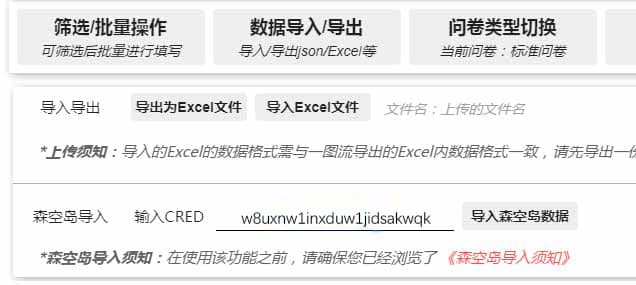 筛选/批量操作 数据导入/导出 问卷类型切换
可筛选后批量进行填写 导入/导出json/Excel等 当前问卷：标准问卷
导入导出 导出为Excel文件 导入Excel文件 文件名：上传的文件名
*上传须知：导入的Excel的数据格式需与一图流导出的Excel内数据格式一致，请先导出一份
森空岛导入 输入CRED w8uxnw1inxduw1jidsakwqk 导入森空岛数据
*森空岛导入须知：在使用该功能之前，请确保您已经浏览了《森空岛导入须知》